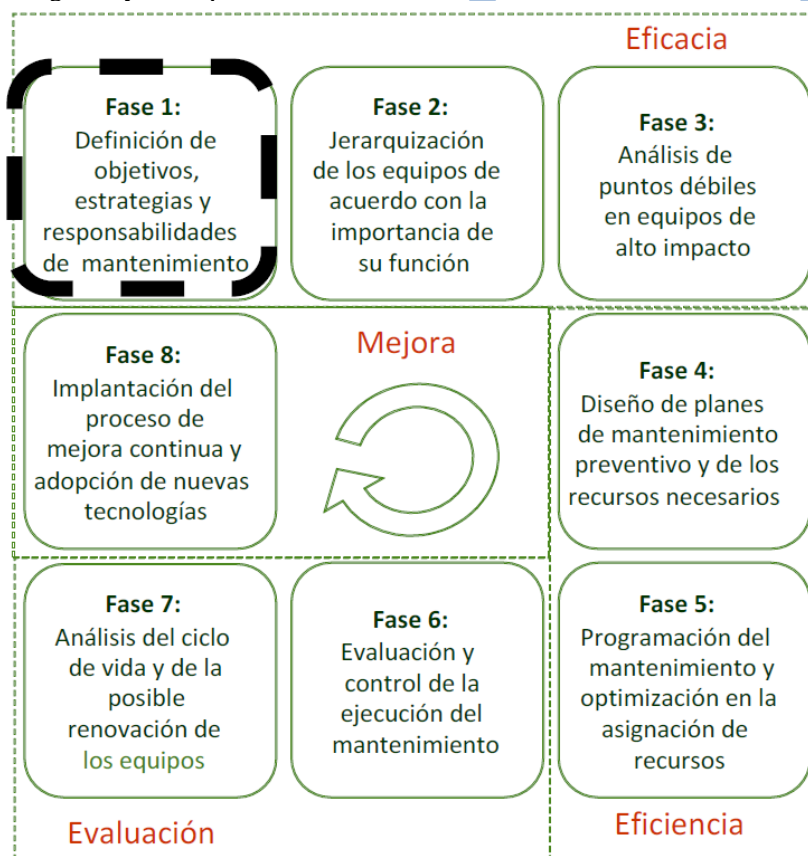 Eficacia
Fase 1:
Definición de
objetivos,
estrategias y
responsabilidades
de mantenimiento
Fase 2:
Jerarquización
de los equipos de
acuerdo con la
importancia de
su función
Fase 3:
Análisis de
puntos débiles
en equipos de
alto impacto
Fase 8:
Implantación del
proceso de
mejora continua y
adopción de nuevas
tecnologías
Mejora
Fase 4:
Diseño de planes
de mantenimiento
preventivo y de los
recursos necesarios
Fase 7:
Análisis del ciclo
de vida y de la
posible
renovación de
los equipos
Fase 6:
Evaluación y
control de la
ejecución del
mantenimiento
Fase 5:
Programación del
mantenimiento y
optimización en la
asignación de
recursos
Evaluación
Eficiencia